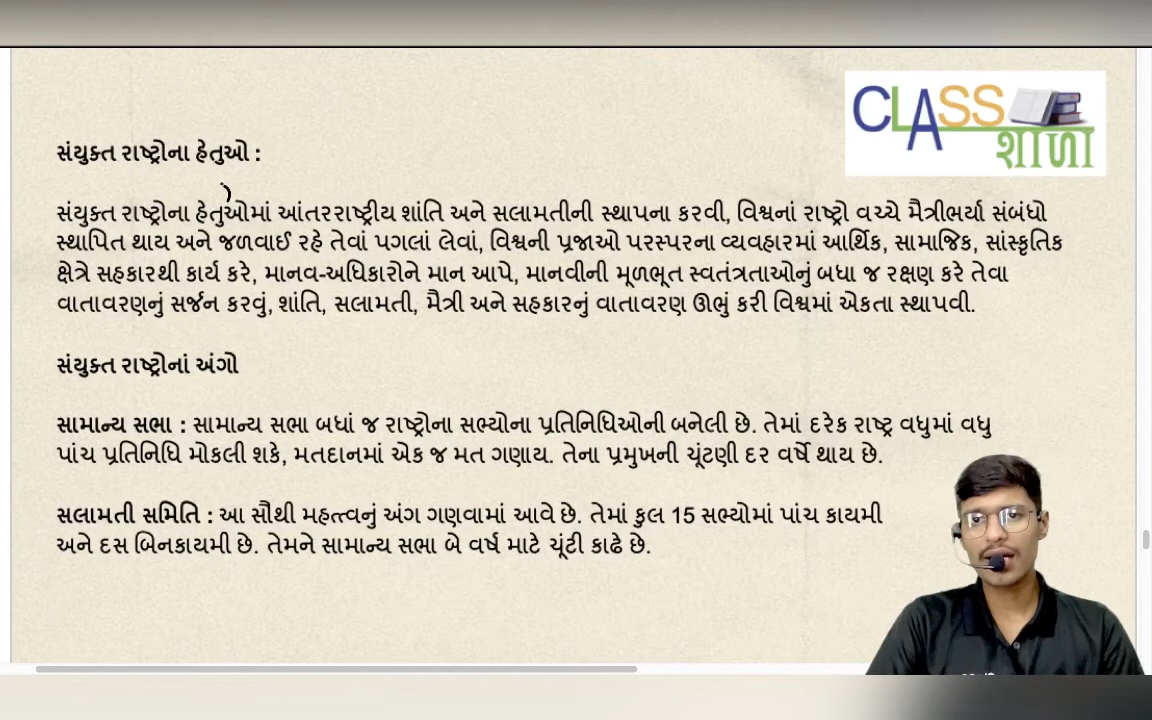 CLASS
शाળા
સંયુક્ત રાષ્ટ્રોના હેતુઓ :
સંયુક્ત રાષ્ટ્રોના હેતુઓમાં આંતરરાષ્ટ્રીય શાંતિ અને સલામતીની સ્થાપના કરવી, વિશ્વનાં રાષ્ટ્રો વચ્ચે મૈત્રીભર્યા સંબંધો
સ્થાપિત થાય અને જળવાઈ રહે તેવાં પગલાં લેવાં, વિશ્વની પ્રજાઓ પરસ્પરના વ્યવહારમાં આર્થિક, સામાજિક, સાંસ્કૃતિક
ક્ષેત્રે સહકારથી કાર્ય કરે, માનવ-અધિકારોને માન આપે, માનવીની મૂળભૂત સ્વતંત્રતાઓનું બધા જ રક્ષણ કરે તેવા
વાતાવરણનું સર્જન કરવું, શાંતિ, સલામતી, મૈત્રી અને સહકારનું વાતાવરણ ઊભું કરી વિશ્વમાં એકતા સ્થાપવી.
સંયુક્ત રાષ્ટ્રોનાં અંગો
સામાન્ય સભા : સામાન્ય સભા બધાં જ રાષ્ટ્રોના સભ્યોના પ્રતિનિધિઓની બનેલી છે. તેમાં દરેક રાષ્ટ્ર વધુમાં વધુ
પાંચ પ્રતિનિધિ મોકલી શકે, મતદાનમાં એક જ મત ગણાય. તેના પ્રમુખની ચૂંટણી દર વર્ષે થાય છે.
સલામતી સમિતિ : આ સૌથી મહત્ત્વનું અંગ ગણવામાં આવે છે. તેમાં કુલ 15 સભ્યોમાં પાંચ કાયમી
અને દસ બિનકાયમી છે. તેમને સામાન્ય સભા બે વર્ષ માટે ચૂંટી કાઢે છે.